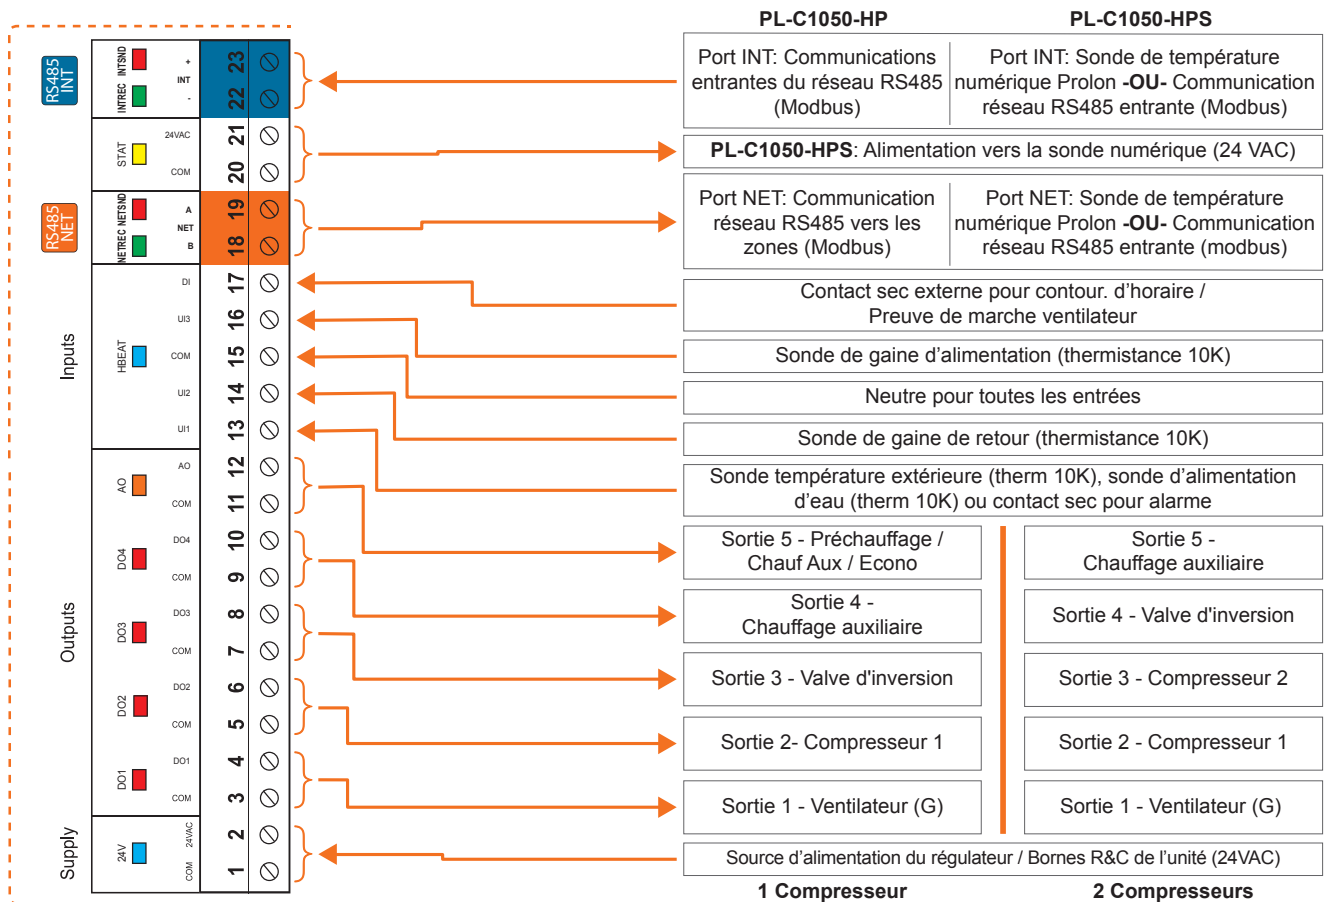 PL-C1050-HP
PL-C1050-HPS
RS485
INT
INTREC INTSND
+
INT
-
23
22
Port INT: Communications
entrantes du réseau RS485
(Modbus)
Port INT: Sonde de température
numérique Prolon -OU- Communication
réseau RS485 entrante (Modbus)
STAT
24VAC
COM
21
20
PL-C1050-HPS: Alimentation vers la sonde numérique (24 VAC)
RS485
NET
NETREC NETSND
A
NET
B
19
18
Port NET: Communication
réseau RS485 vers les
zones (Modbus)
Port NET: Sonde de température
numérique Prolon -OU- Communication
réseau RS485 entrante (modbus)
Inputs
HBEAT
DI
17
Contact sec externe pour contour. d'horaire /
Preuve de marche ventilateur
UI3
16
Sonde de gaine d'alimentation (thermistance 10K)
COM
15
Neutre pour toutes les entrées
UI2
14
Sonde de gaine de retour (thermistance 10K)
UI1
13
Sonde température extérieure (therm 10K), sonde d'alimentation
d'eau (therm 10K) ou contact sec pour alarme
Outputs
AO
AO
COM
12
11
Sortie 5 - Préchauffage /
Chauf Aux / Econo
Sortie 5 -
Chauffage auxiliaire
DO4
DO4
COM
10
9
Sortie 4 -
Chauffage auxiliaire
Sortie 4 - Valve d'inversion
DO3
DO3
COM
8
7
Sortie 3 - Valve d'inversion
Sortie 3 - Compresseur 2
DO2
DO2
COM
6
5
Sortie 2- Compresseur 1
Sortie 2 - Compresseur 1
DO1
DO1
COM
4
3
Sortie 1 - Ventilateur (G)
Sortie 1 - Ventilateur (G)
Supply
24V
24VAC
COM
2
1
Source d'alimentation du régulateur / Bornes R&C de l'unité (24VAC)
1 Compresseur
2 Compresseurs